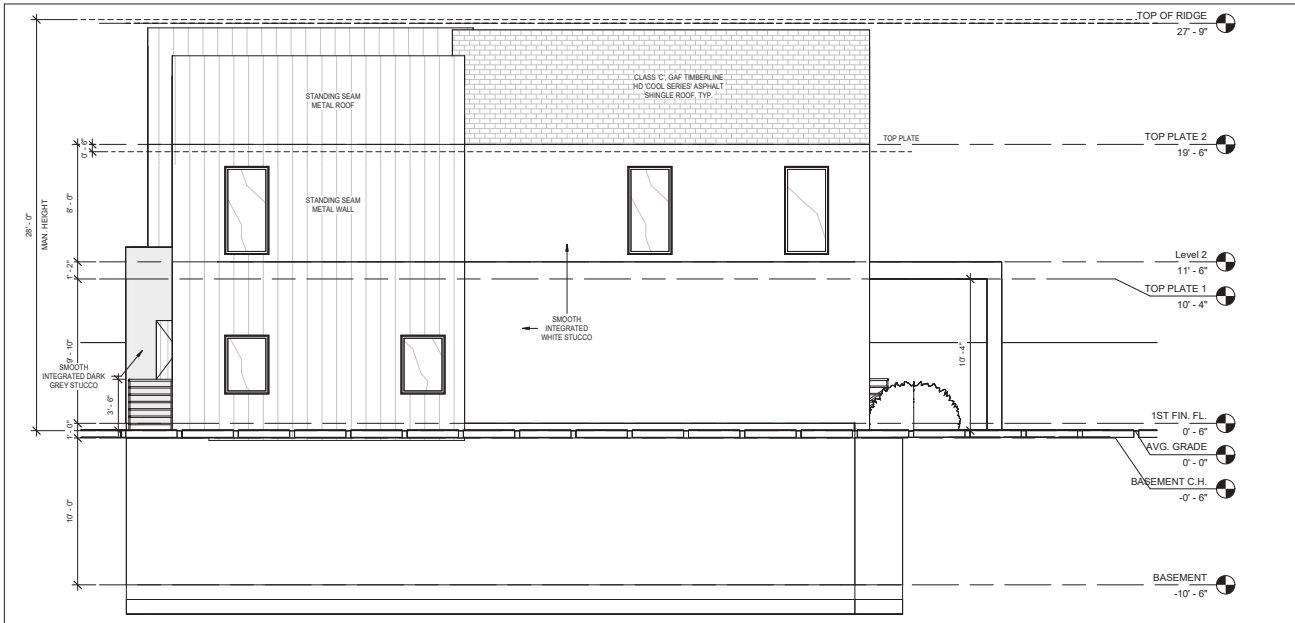 TOP OF RIDGE
27' - 9"
CLASS 'C', GAF TIMBERLINE
HD 'COOL SERIES' ASPHALT
SHINGLE ROOF, TYP.
STANDING SEAM
METAL ROOF
TOP PLATE
TOP PLATE 2
19' - 6"
0' - 6"
8' - 0"
28' - 0"
MAN. HEIGHT
STANDING SEAM
METAL WALL
Level 2
11' - 6"
1' - 2"
TOP PLATE 1
10' - 4"
SMOOTH
INTEGRATED
WHITE STUCCO
9' - 10"
10' - 4"
SMOOTH
INTEGRATED DARK
GREY STUCCO
3' - 6"
1ST FIN. FL.
0' - 6"
1' - 0"
AVG. GRADE
0' - 0"
BASEMENT C.H.
-0' - 6"
10' - 0"
BASEMENT
-10' - 6"